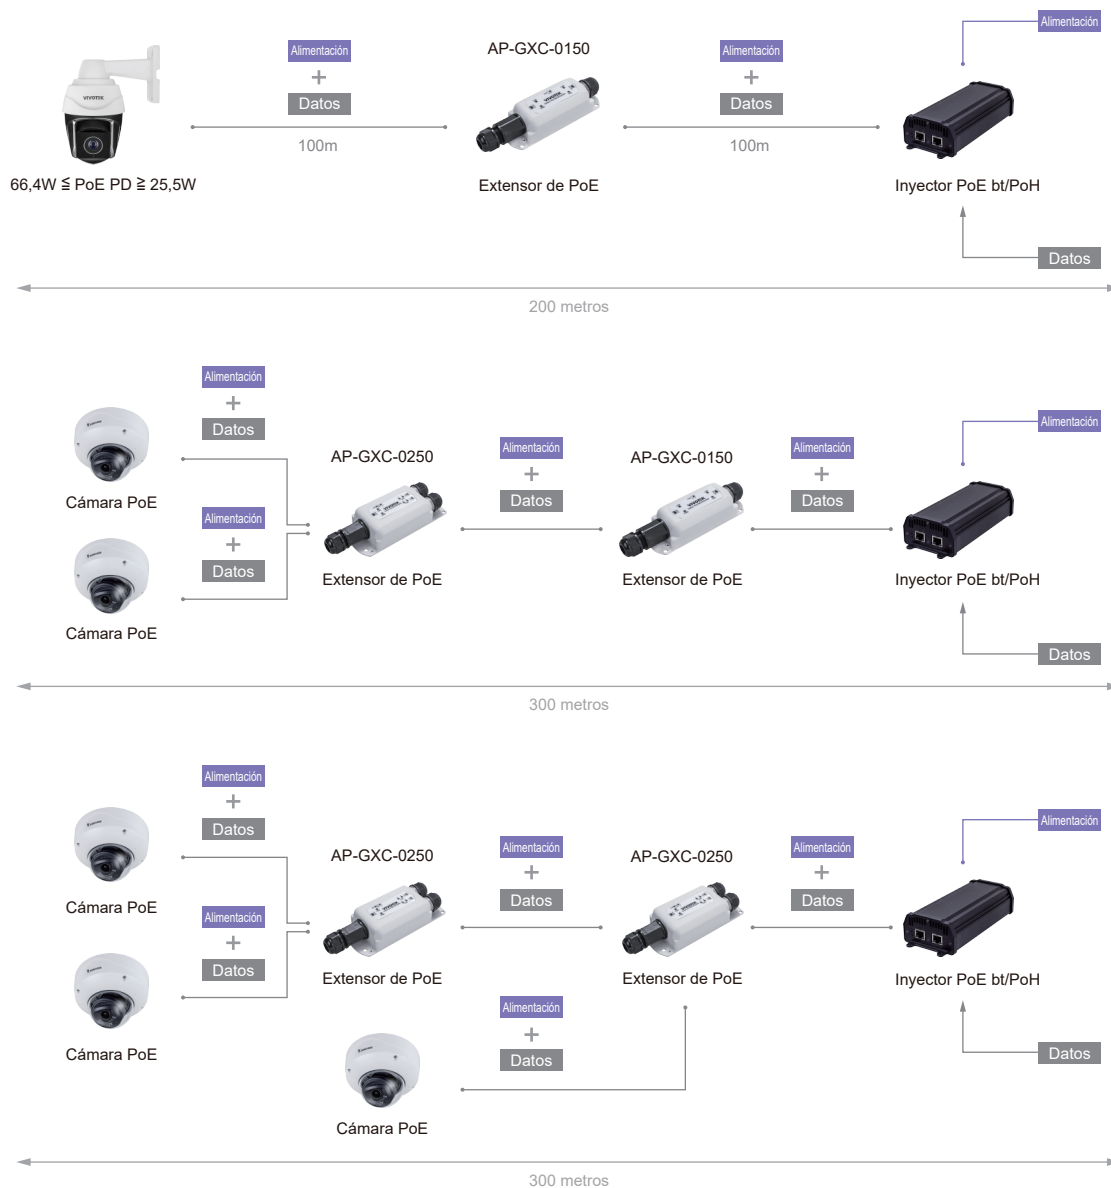 Alimentación
AP-GXC-0150
Alimentación
Alimentación
+
+
Datos
Datos
VIVOTEK
VIVOTEK
100m
100m
66,4W ≦ PoE PD ≧ 25,5W
Extensor de PoE
Inyector PoE bt/PoH
Datos
200 metros
Alimentación
+
Datos
Alimentación
AP-GXC-0250
Alimentación
AP-GXC-0150
Alimentación
+
+
Datos
Datos
VIVOTEK
Cámara PoE
Alimentación
+
Datos
Extensor de PoE
Extensor de PoE
Inyector PoE bt/PoH
Cámara PoE
Datos
300 metros
Alimentación
+
Datos
Alimentación
AP-GXC-0250
Alimentación
AP-GXC-0250
Alimentación
+
+
Datos
Datos
Cámara PoE
Alimentación
+
Datos
Extensor de PoE
Extensor de PoE
Inyector PoE bt/PoH
Alimentación
+
Datos
Cámara PoE
Datos
Cámara PoE
300 metros